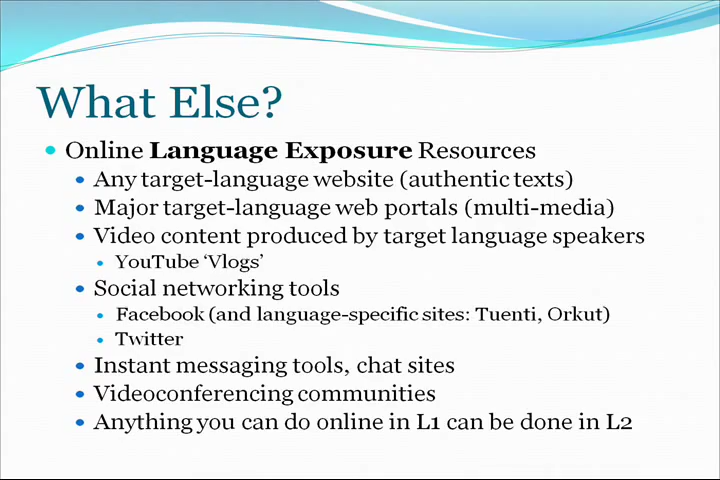 What Else?
Online Language Exposure Resources
Any target-language website (authentic texts)
Major target-language web portals (multi-media)
Video content produced by target language speakers
YouTube ‘Vlogs’
Social networking tools
Facebook (and language-specific sites: Tuenti, Orkut)
Twitter
Instant messaging tools, chat sites
Videoconferencing communities
Anything you can do online in L1 can be done in L2